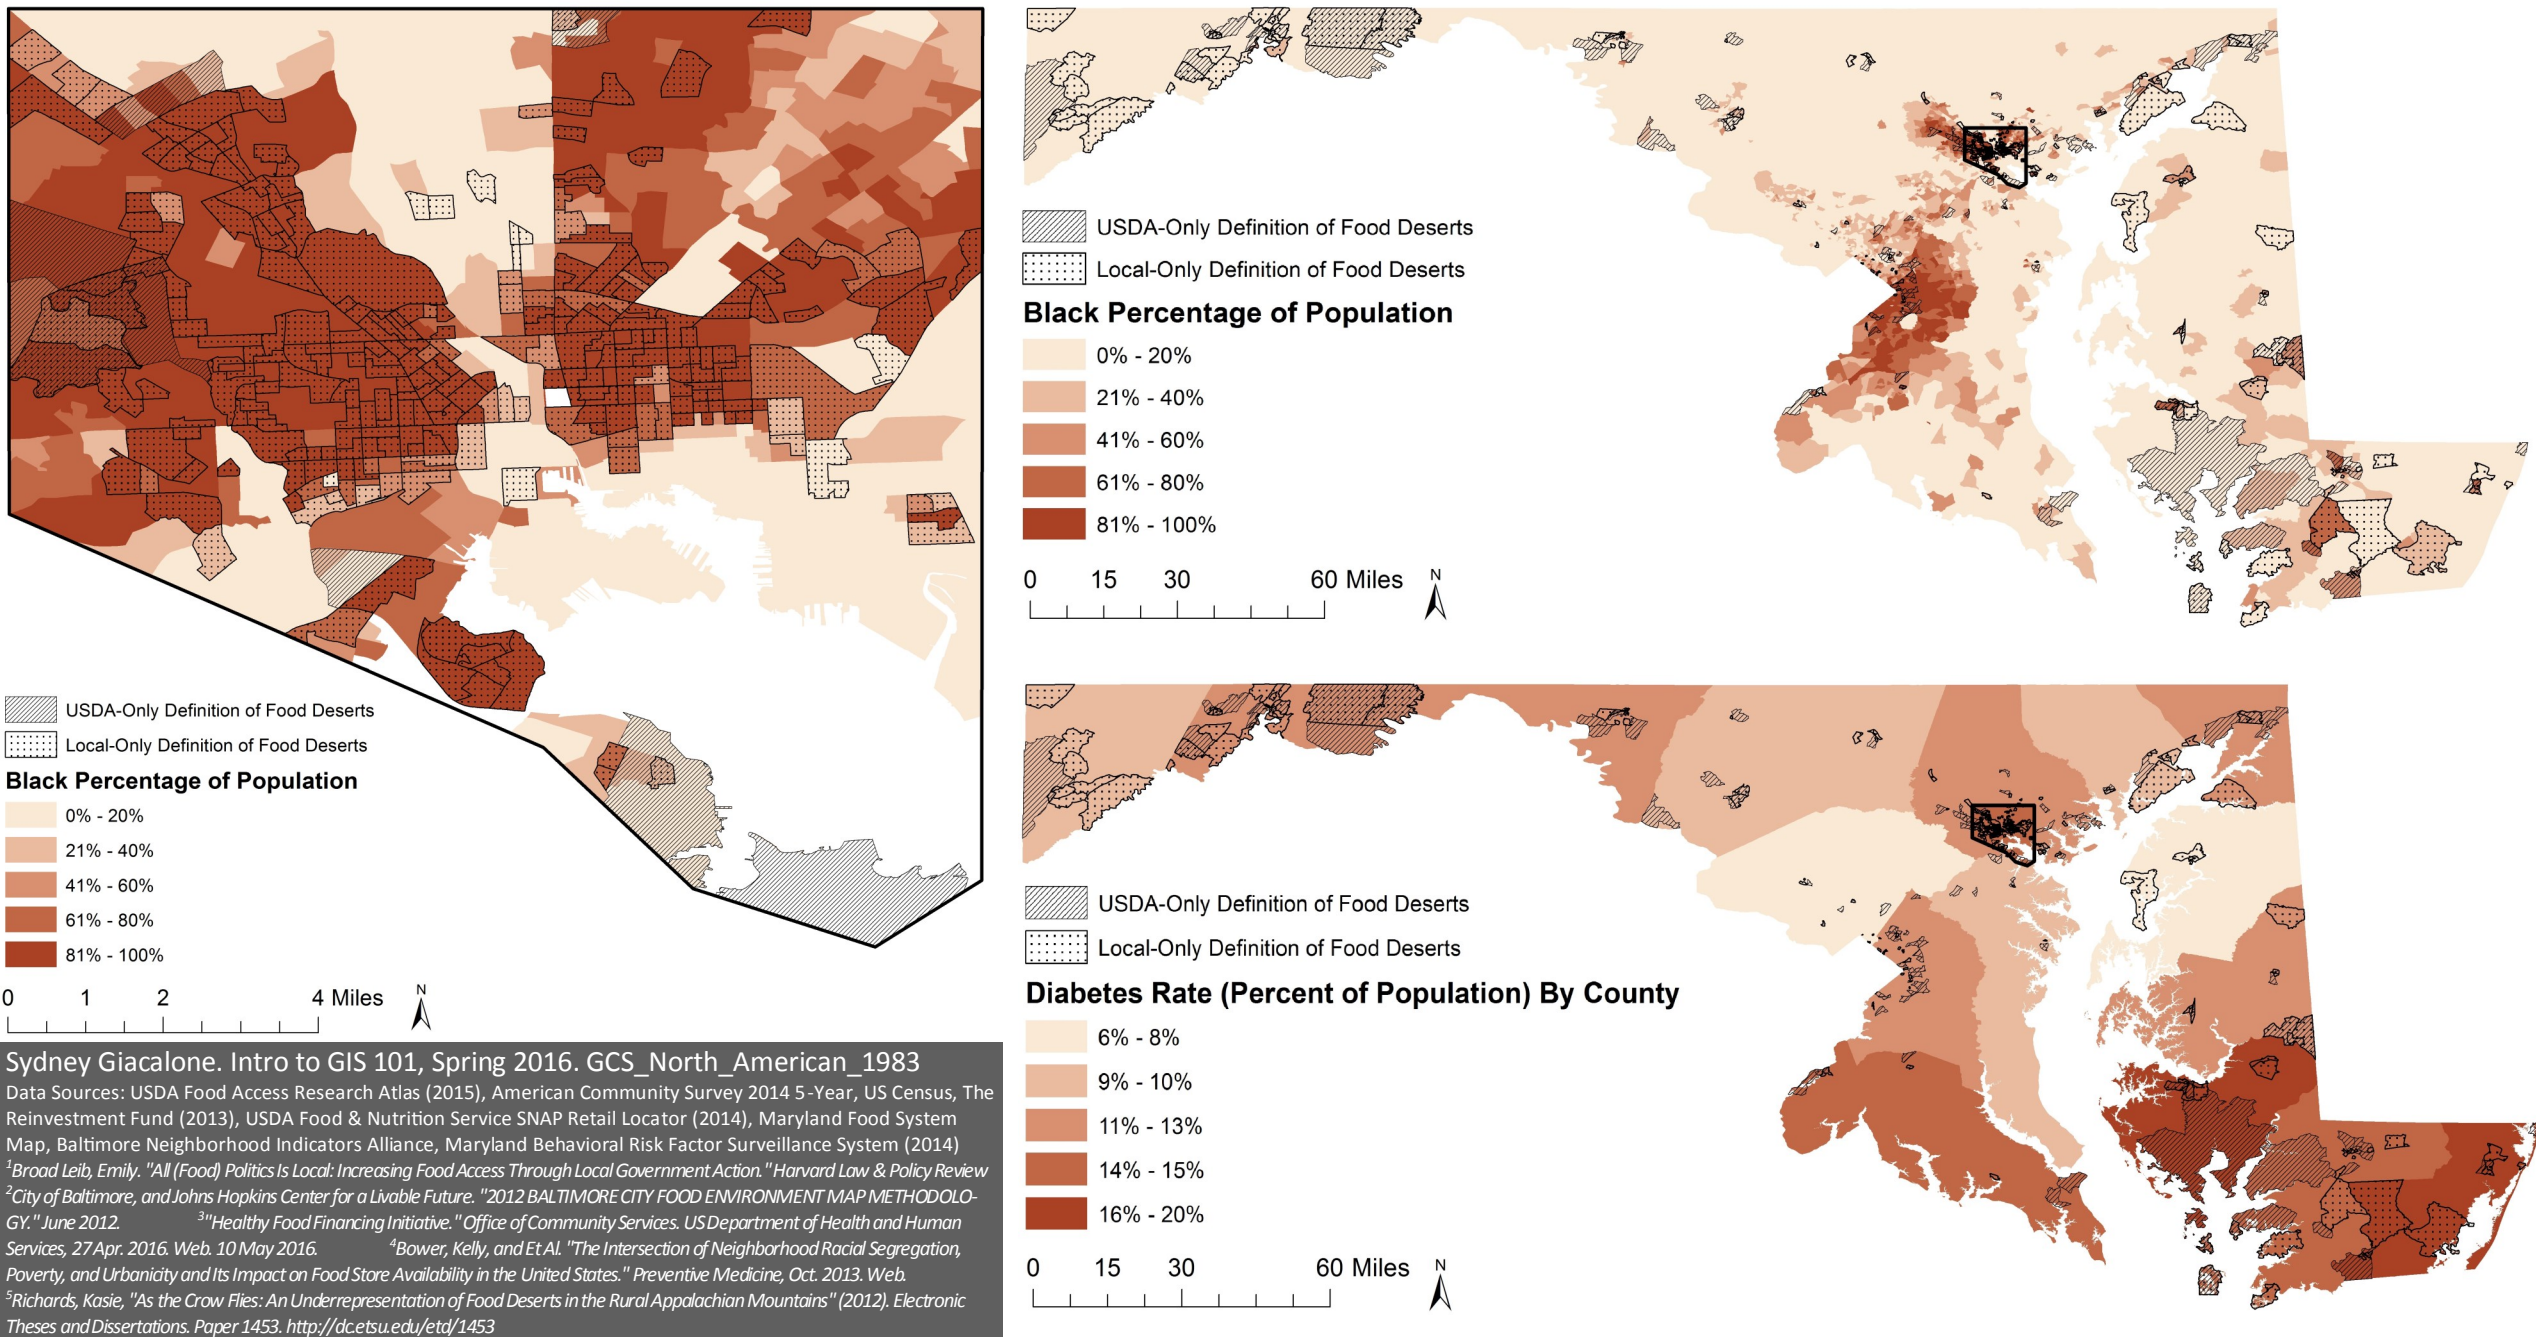 USDA-Only Definition of Food Deserts
Local-Only Definition of Food Deserts
Black Percentage of Population
0% - 20%
21% - 40%
41% - 60%
61% - 80%
81% - 100%
0 1 2 4 Miles
N
Sydney Giacalone. Intro to GIS 101, Spring 2016. GCS_North_American_1983
Data Sources: USDA Food Access Research Atlas (2015), American Community Survey 2014 5-Year, US Census, The
Reinvestment Fund (2013), USDA Food & Nutrition Service SNAP Retail Locator (2014), Maryland Food System
Map, Baltimore Neighborhood Indicators Alliance, Maryland Behavioral Risk Factor Surveillance System (2014)
1Broad Leib, Emily. "All (Food) Politics Is Local: Increasing Food Access Through Local Government Action." Harvard Law & Policy Review
2City of Baltimore, and Johns Hopkins Center for a Livable Future. "2012 BALTIMORE CITY FOOD ENVIRONMENT MAP METHODOLO-
GY." June 2012. 3"Healthy Food Financing Initiative." Office of Community Services. US Department of Health and Human
Services, 27 Apr. 2016. Web. 10 May 2016. 4Bower, Kelly, and Et Al. "The Intersection of Neighborhood Racial Segregation,
Poverty, and Urbanicity and Its Impact on Food Store Availability in the United States." Preventive Medicine, Oct. 2013. Web.
5Richards, Kasie, "As the Crow Flies: An Underrepresentation of Food Deserts in the Rural Appalachian Mountains" (2012). Electronic
Theses and Dissertations. Paper 1453. http://dc.etsu.edu/etd/1453
USDA-Only Definition of Food Deserts
Local-Only Definition of Food Deserts
Black Percentage of Population
0% - 20%
21% - 40%
41% - 60%
61% - 80%
81% - 100%
0 15 30 60 Miles
N
USDA-Only Definition of Food Deserts
Local-Only Definition of Food Deserts
Diabetes Rate (Percent of Population) By County
6% - 8%
9% - 10%
11% - 13%
14% - 15%
16% - 20%
0 15 30 60 Miles
N